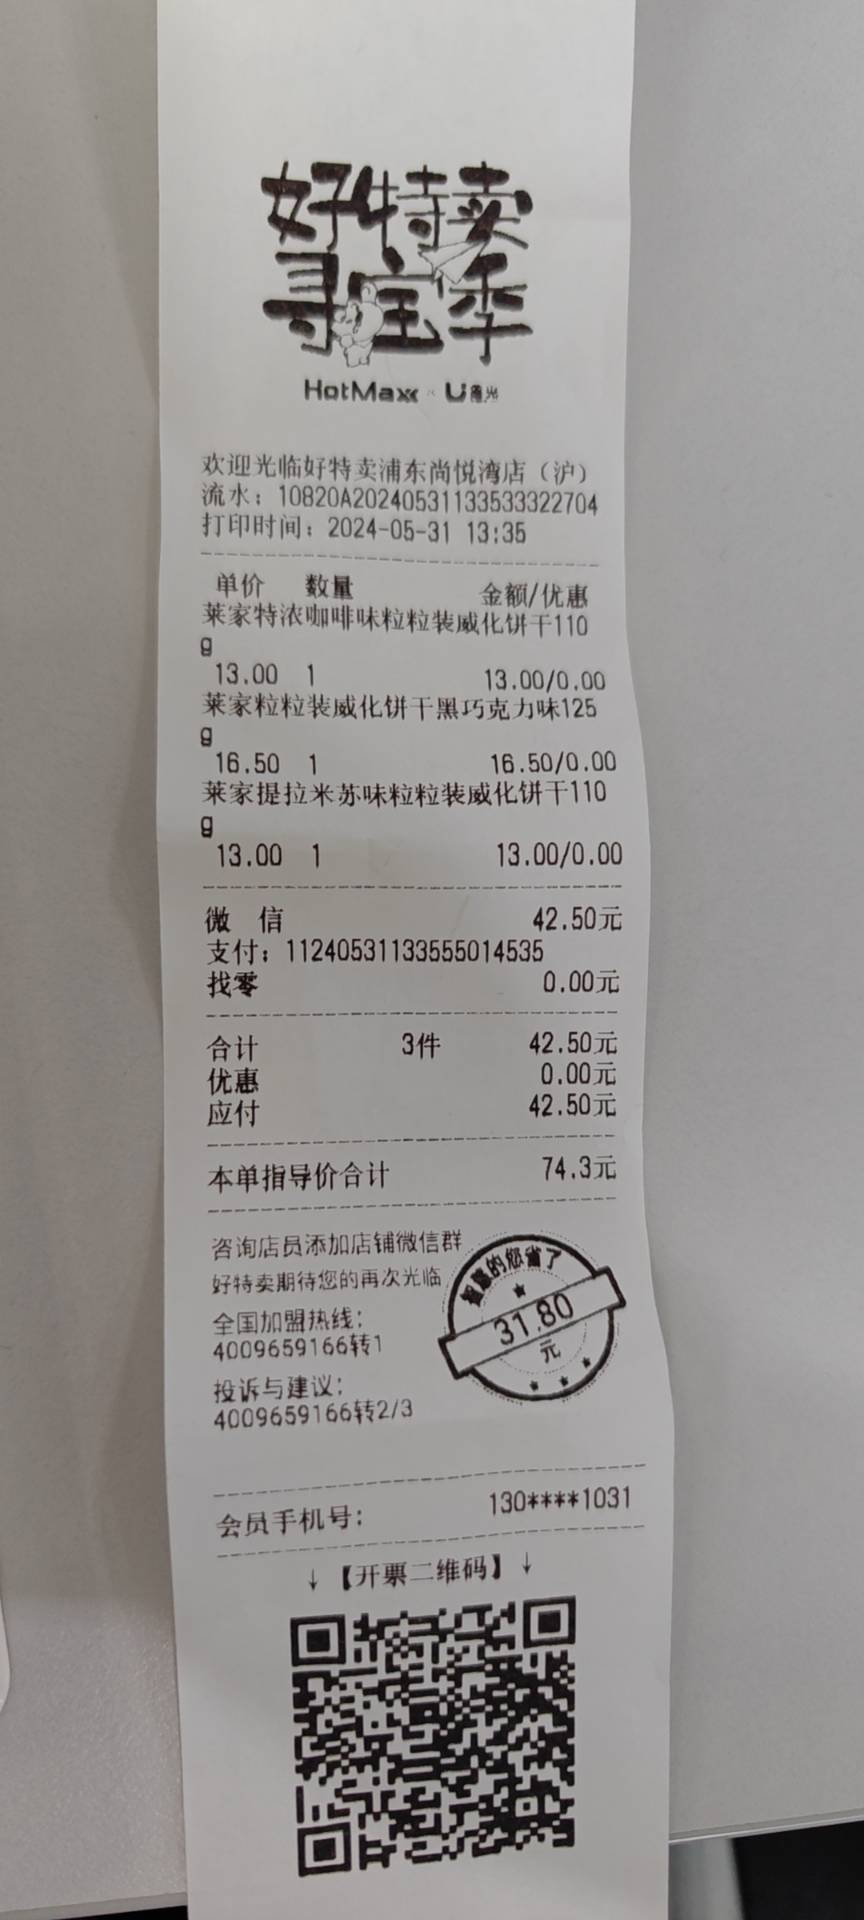 好特卖
寻宝季
HotMaxx × U
欢迎光临好特卖浦东尚悦湾店（沪）
流水：10820A20240531133533322704
打印时间：2024-05-31 13:35
单价 数量 金额/优惠
莱家特浓咖啡味粒粒装威化饼干110
g
13.00 1 13.00/0.00
莱家粒粒装威化饼干黑巧克力味125
g
16.50 1 16.50/0.00
莱家提拉米苏味粒粒装威化饼干110
g
13.00 1 13.00/0.00
微 信 42.50元
支付：112405311335550​14535
找零 0.00元
合计 3件 42.50元
优惠 0.00元
应付 42.50元
本单指导价合计 74.3元
咨询店员添加店铺微信群
好特卖期待您的再次光临
全国加盟热线：
4009659166转1
投诉与建议：
4009659166转2/3
智慧的您省了
31.80
元
会员手机号： 130****1031
↓【开票二维码】↓